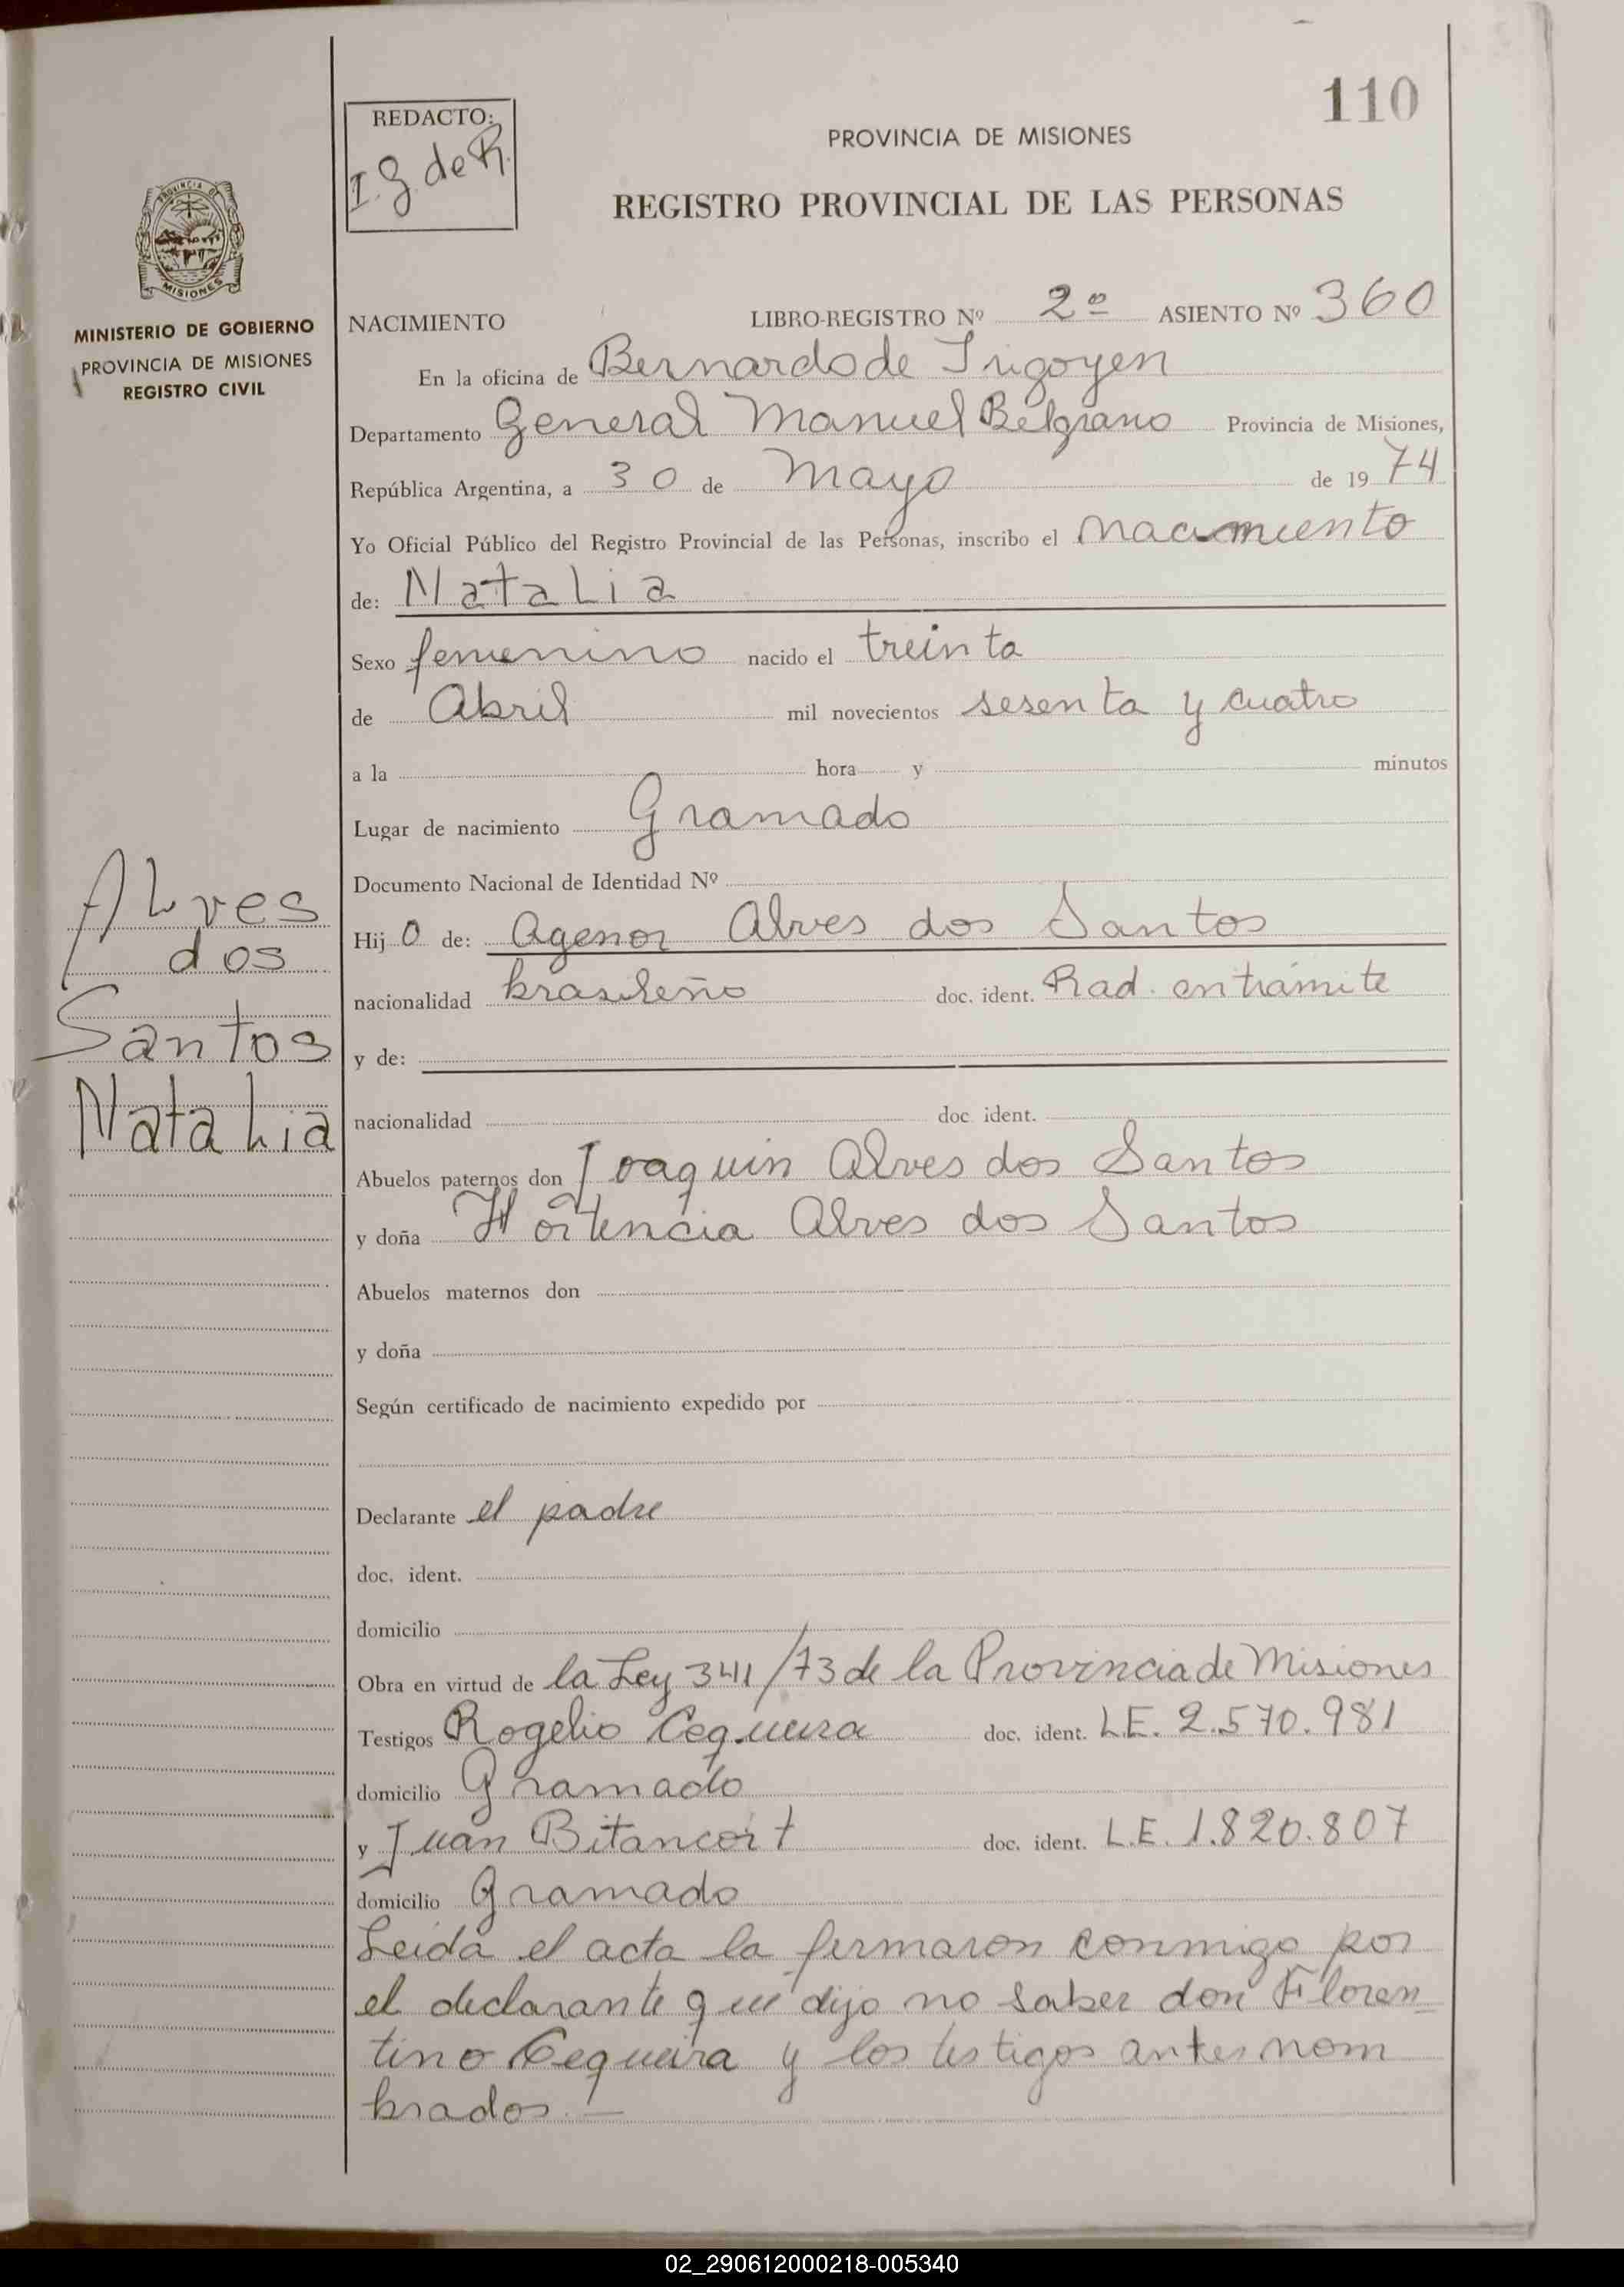 110
REDACTO:
I. G. de R.
PROVINCIA DE MISIONES
REGISTRO PROVINCIAL DE LAS PERSONAS
PROVINCIA DE
MISIONES
MINISTERIO DE GOBIERNO
PROVINCIA DE MISIONES
REGISTRO CIVIL
NACIMIENTO LIBRO-REGISTRO Nº 2º ASIENTO Nº 360
En la oficina de Bernardo de Irigoyen
Departamento General Manuel Belgrano Provincia de Misiones,
República Argentina, a 30 de Mayo de 19 74
Yo Oficial Público del Registro Provincial de las Personas, inscribo el nacimiento
de: Natalia
Sexo femenino nacido el treinta
de Abril mil novecientos sesenta y cuatro
a la hora y minutos
Lugar de nacimiento Gramado
Documento Nacional de Identidad Nº
Alves
dos
Santos
Natalia
Hij o de: Agenor Alves dos Santos
nacionalidad brasileño doc. ident. Rad. en trámite
y de:
nacionalidad doc. ident.
Abuelos paternos don Joaquin Alves dos Santos
y doña Hortencia Alves dos Santos
Abuelos maternos don
y doña
Según certificado de nacimiento expedido por
Declarante el padre
doc. ident.
domicilio
Obra en virtud de la Ley 341/73 de la Provincia de Misiones
Testigos Rogelio Cequeira doc. ident. L.E. 2.570.981
domicilio Gramado
y Juan Bitancort doc. ident. L.E. 1.820.807
domicilio Gramado
Leida el acta la firmaron conmigo por
el declarante que dijo no saber don Floren=
tino Cequeira y los testigos antes nom
brados.—
02_290612000218-005340